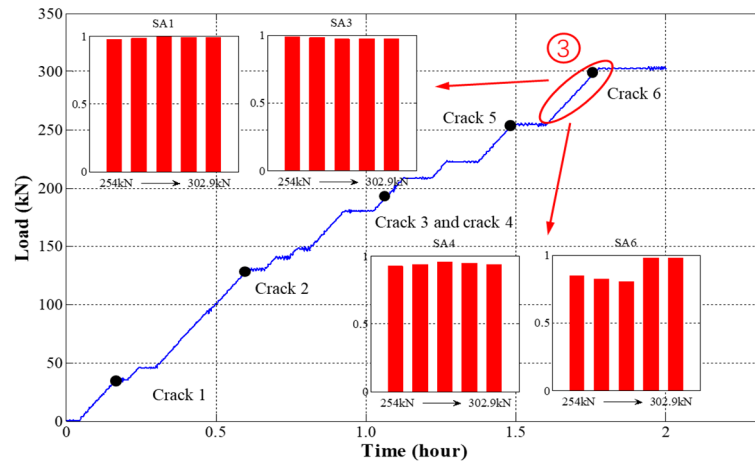 SA1
SA3
SA4
SA6
350
300
250
200
150
100
50
0
Load (kN)
0
0.5
1.0
1.5
2
Time (hour)
1
0.5
0
254kN
302.9kN
1
0.5
0
254kN
302.9kN
1
0.5
254kN
302.9kN
1
0.5
254kN
302.9kN
③
Crack 1
Crack 2
Crack 3 and crack 4
Crack 5
Crack 6